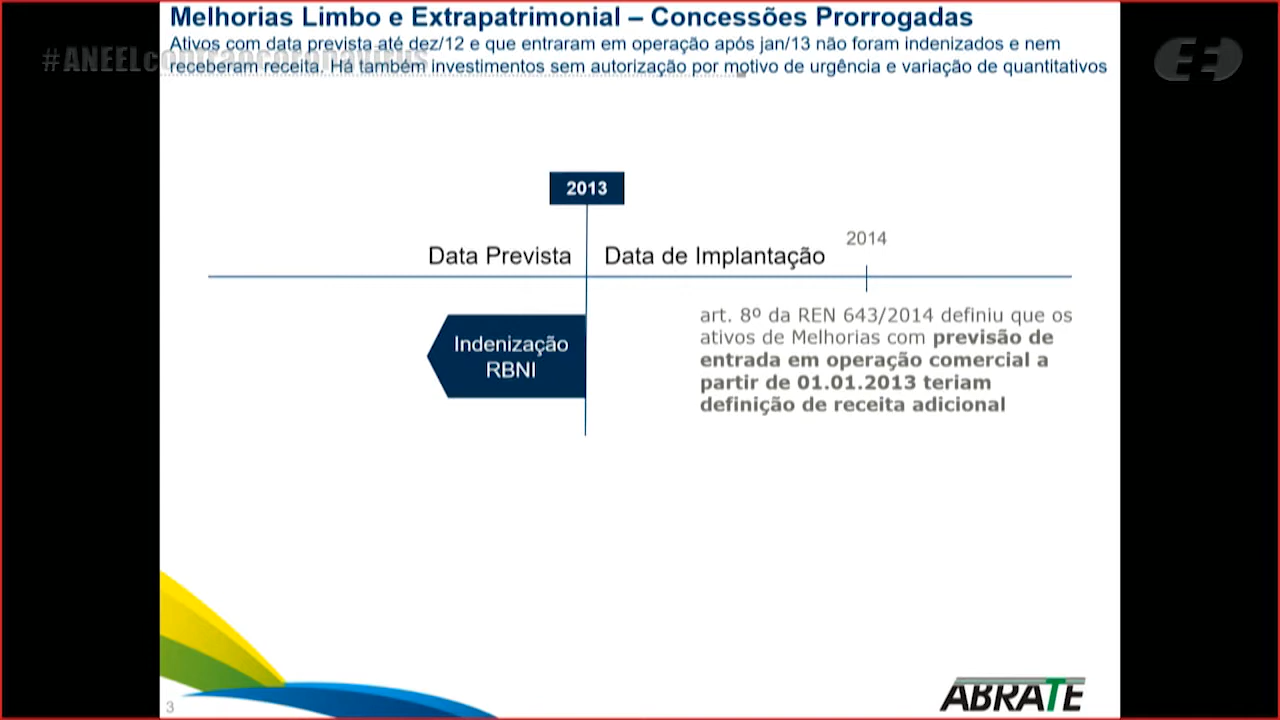 Melhorias Limbo e Extrapatrimonial – Concessões Prorrogadas
Ativos com data prevista até dez/12 e que entraram em operação após jan/13 não foram indenizados e nem
receberam receita. Há também investimentos sem autorização por motivo de urgência e variação de quantitativos
#ANEELcontraocoronavírus
2013
2014
Data Prevista
Data de Implantação
Indenização
RBNI
art. 8º da REN 643/2014 definiu que os
ativos de Melhorias com previsão de
entrada em operação comercial a
partir de 01.01.2013 teriam
definição de receita adicional
3
ABRATE